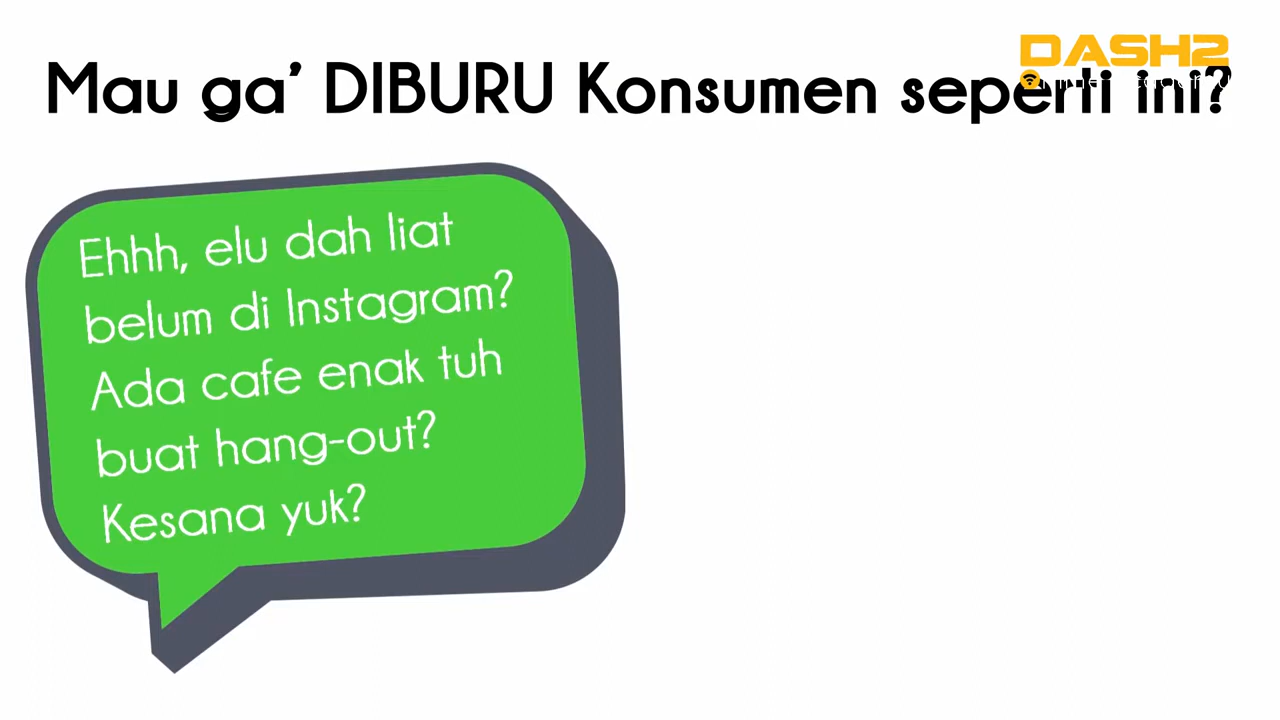 DASH2
Mau ga' DIBURU Konsumen seperti ini?
Ehhh, elu dah liat
belum di Instagram?
Ada cafe enak tuh
buat hang-out?
Kesana yuk?